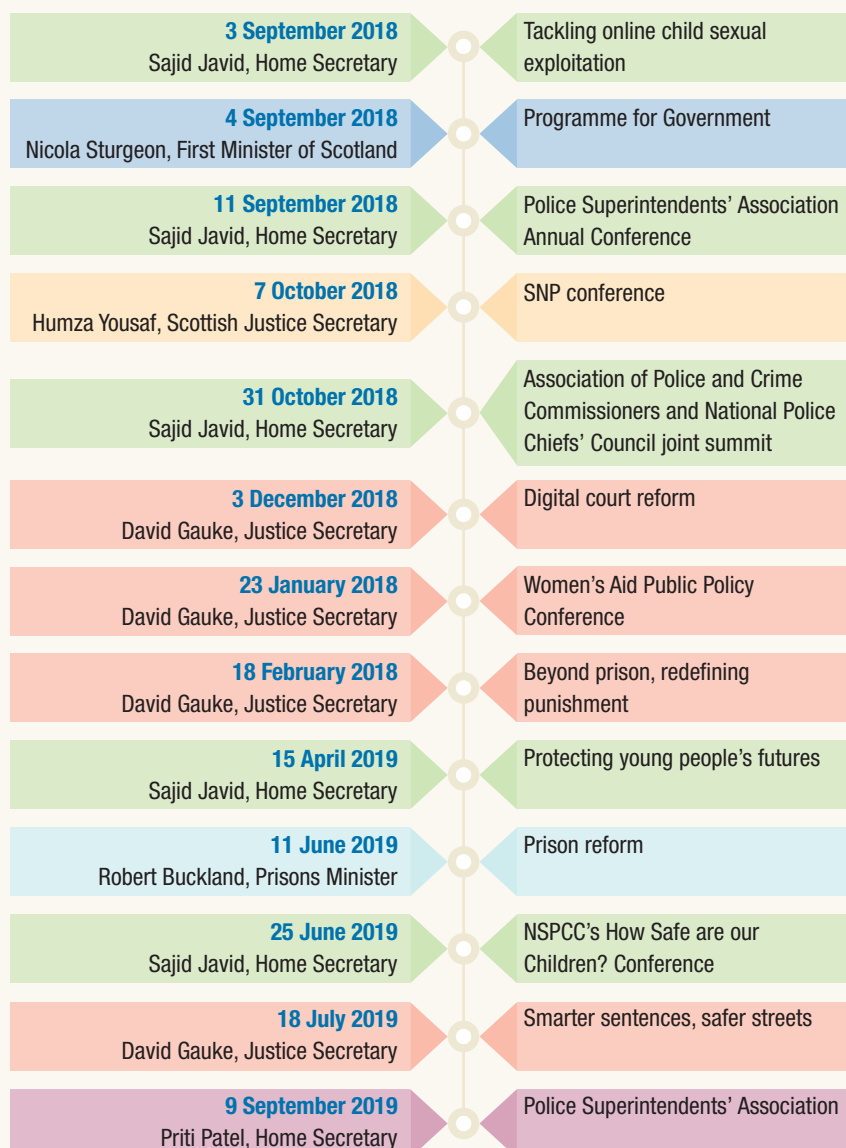 3 September 2018
Sajid Javid, Home Secretary
Tackling online child sexual
exploitation
4 September 2018
Nicola Sturgeon, First Minister of Scotland
Programme for Government
11 September 2018
Sajid Javid, Home Secretary
Police Superintendents’ Association
Annual Conference
7 October 2018
Humza Yousaf, Scottish Justice Secretary
SNP conference
31 October 2018
Sajid Javid, Home Secretary
Association of Police and Crime
Commissioners and National Police
Chiefs’ Council joint summit
3 December 2018
David Gauke, Justice Secretary
Digital court reform
23 January 2018
David Gauke, Justice Secretary
Women’s Aid Public Policy
Conference
18 February 2018
David Gauke, Justice Secretary
Beyond prison, redefining
punishment
15 April 2019
Sajid Javid, Home Secretary
Protecting young people’s futures
11 June 2019
Robert Buckland, Prisons Minister
Prison reform
25 June 2019
Sajid Javid, Home Secretary
NSPCC’s How Safe are our
Children? Conference
18 July 2019
David Gauke, Justice Secretary
Smarter sentences, safer streets
9 September 2019
Priti Patel, Home Secretary
Police Superintendents’ Association